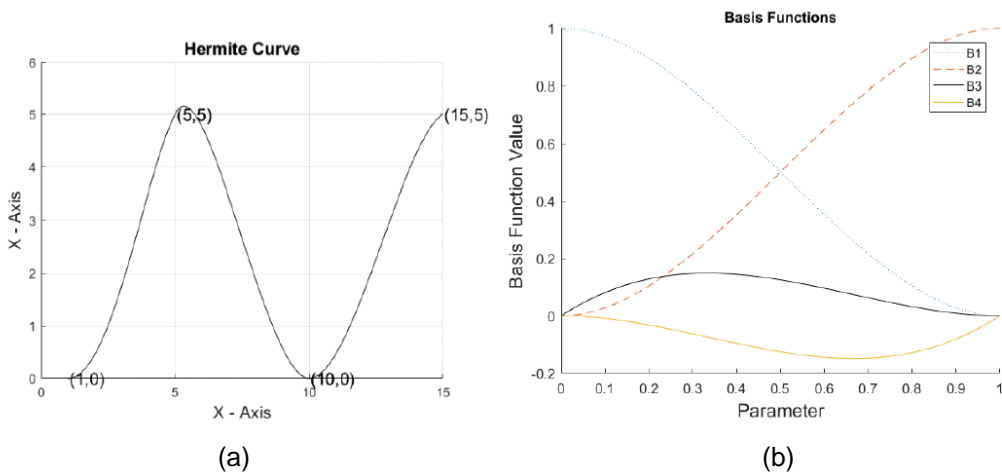 Hermite Curve
X - Axis
6
5
4
3
2
1
0
(5,5)
(15,5)
(1,0)
(10,0)
0
5
10
15
X - Axis
(a)
Basis Functions
Basis Function Value
1
0.8
0.6
0.4
0.2
0
-0.2
B1
B2
B3
B4
0
0.1
0.2
0.3
0.4
0.5
0.6
0.7
0.8
0.9
1
Parameter
(b)